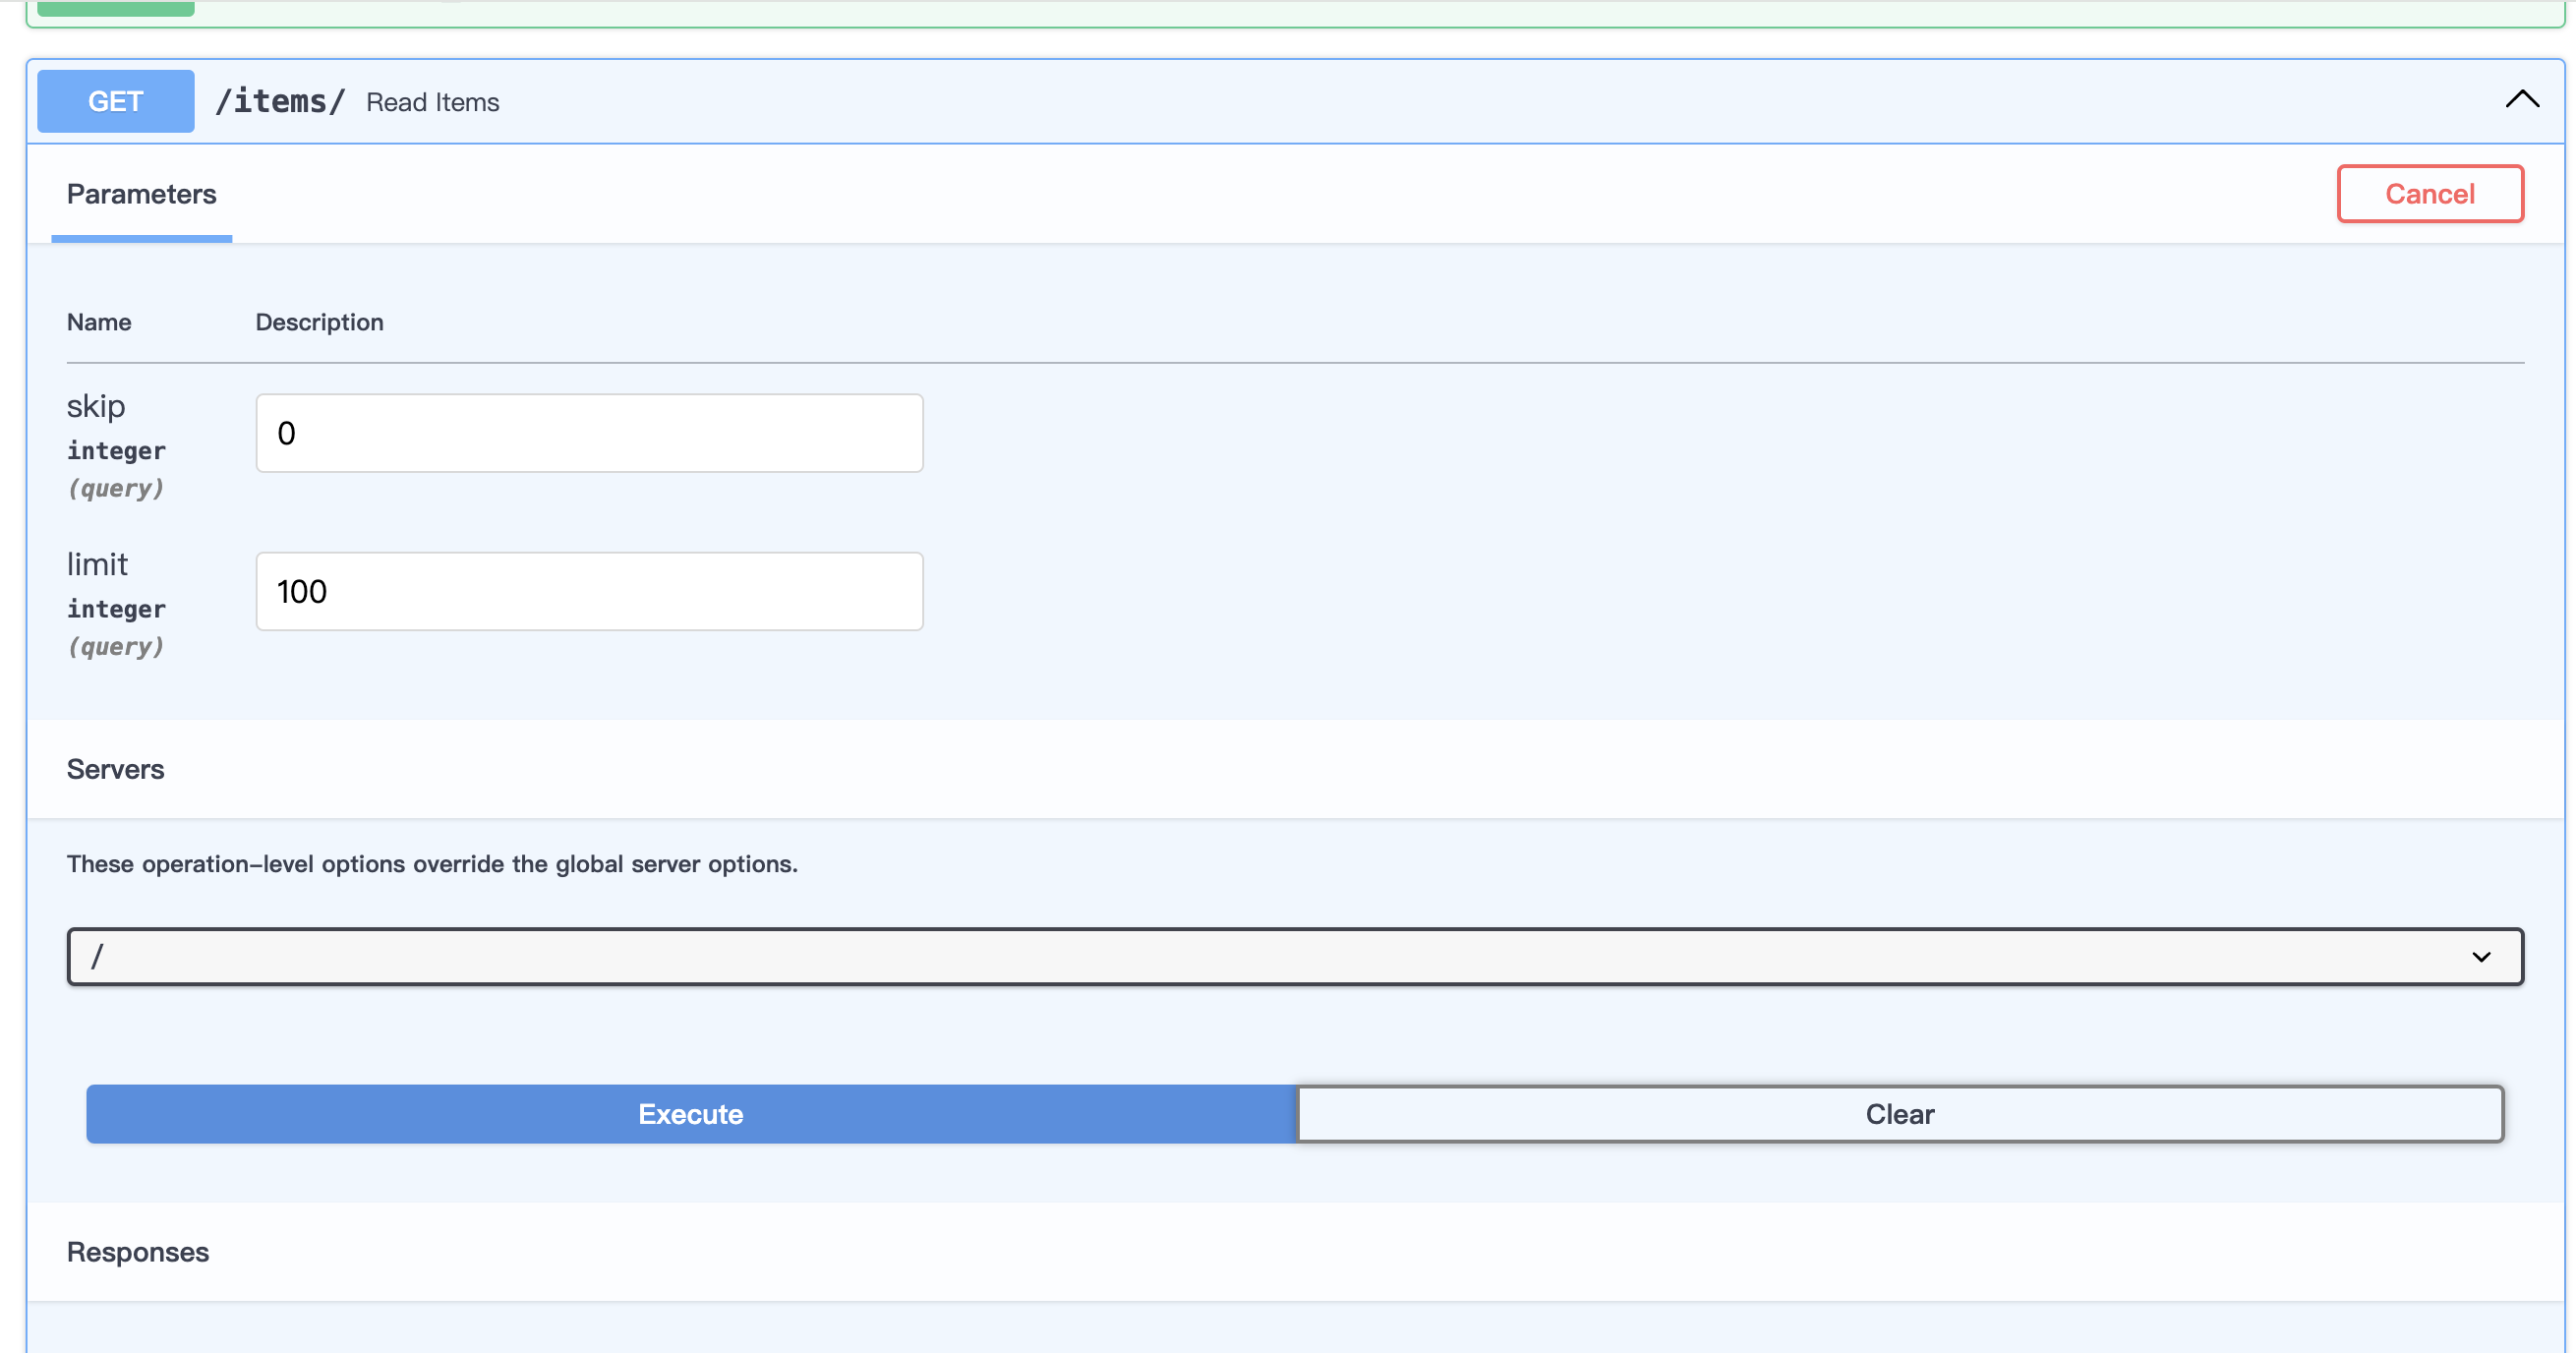 GET /items/ Read Items
Parameters
Cancel
Name Description
skip
integer
(query)
0
limit
integer
(query)
100
Servers
These operation-level options override the global server options.
/
Execute Clear
Responses